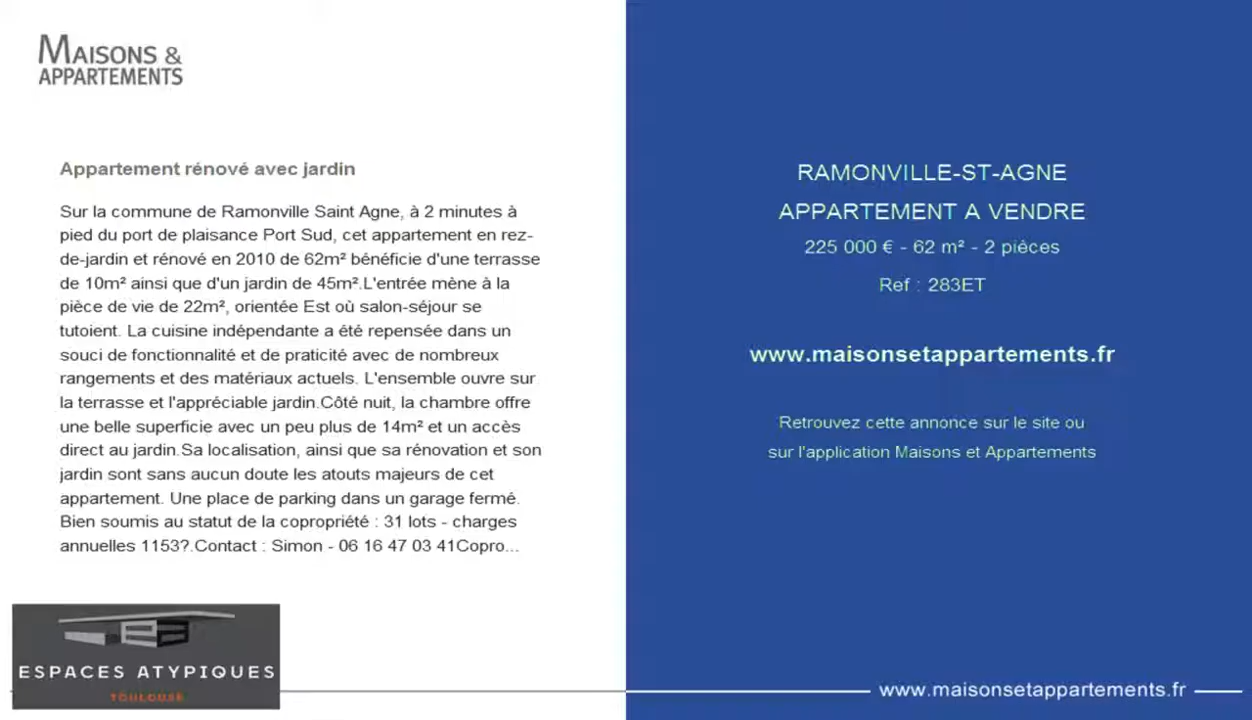 MAISONS &
APPARTEMENTS
Appartement rénové avec jardin
Sur la commune de Ramonville Saint Agne, à 2 minutes à
pied du port de plaisance Port Sud, cet appartement en rez-
de-jardin et rénové en 2010 de 62m² bénéficie d'une terrasse
de 10m² ainsi que d'un jardin de 45m².L'entrée mène à la
pièce de vie de 22m², orientée Est où salon-séjour se
tutoient. La cuisine indépendante a été repensée dans un
souci de fonctionnalité et de praticité avec de nombreux
rangements et des matériaux actuels. L'ensemble ouvre sur
la terrasse et l'appréciable jardin.Côté nuit, la chambre offre
une belle superficie avec un peu plus de 14m² et un accès
direct au jardin.Sa localisation, ainsi que sa rénovation et son
jardin sont sans aucun doute les atouts majeurs de cet
appartement. Une place de parking dans un garage fermé.
Bien soumis au statut de la copropriété : 31 lots - charges
annuelles 1153?.Contact : Simon - 06 16 47 03 41Copro...
ESPACES ATYPIQUES
TOULOUSE
RAMONVILLE-ST-AGNE
APPARTEMENT A VENDRE
225 000 € - 62 m² - 2 pièces
Ref : 283ET
www.maisonsetappartements.fr
Retrouvez cette annonce sur le site ou
sur l'application Maisons et Appartements
www.maisonsetappartements.fr